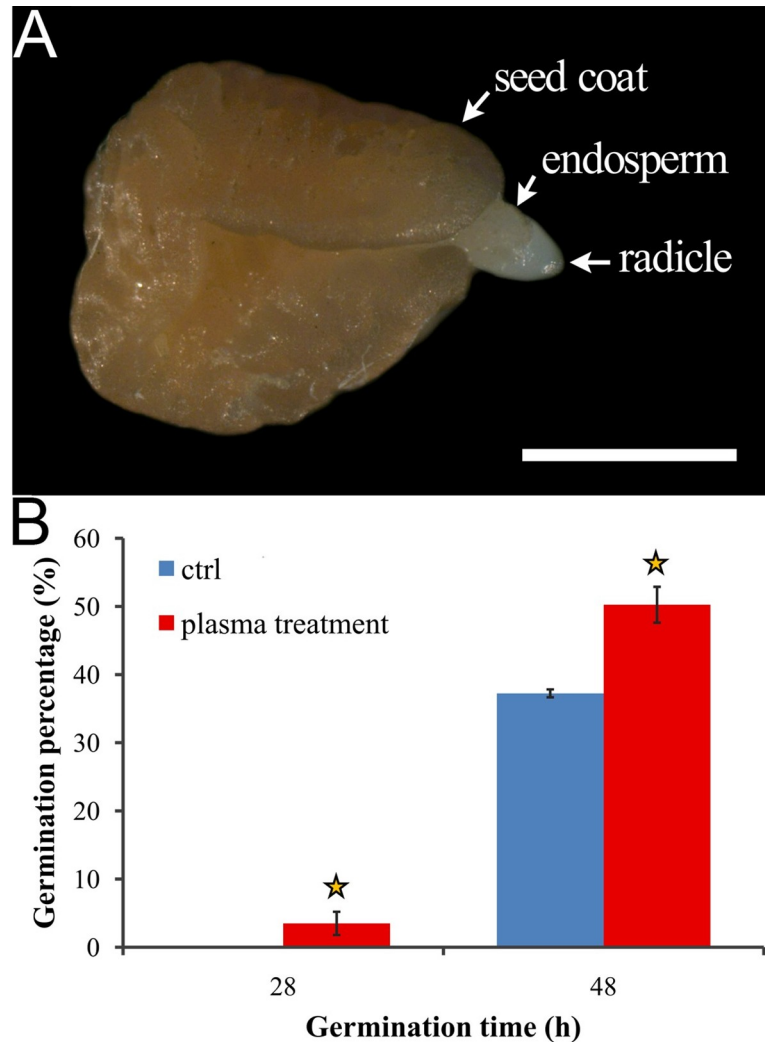 A
seed coat
endosperm
radicle
B
60
50
40
30
20
10
0
Germination percentage (%)
ctrl
plasma treatment
28
48
Germination time (h)